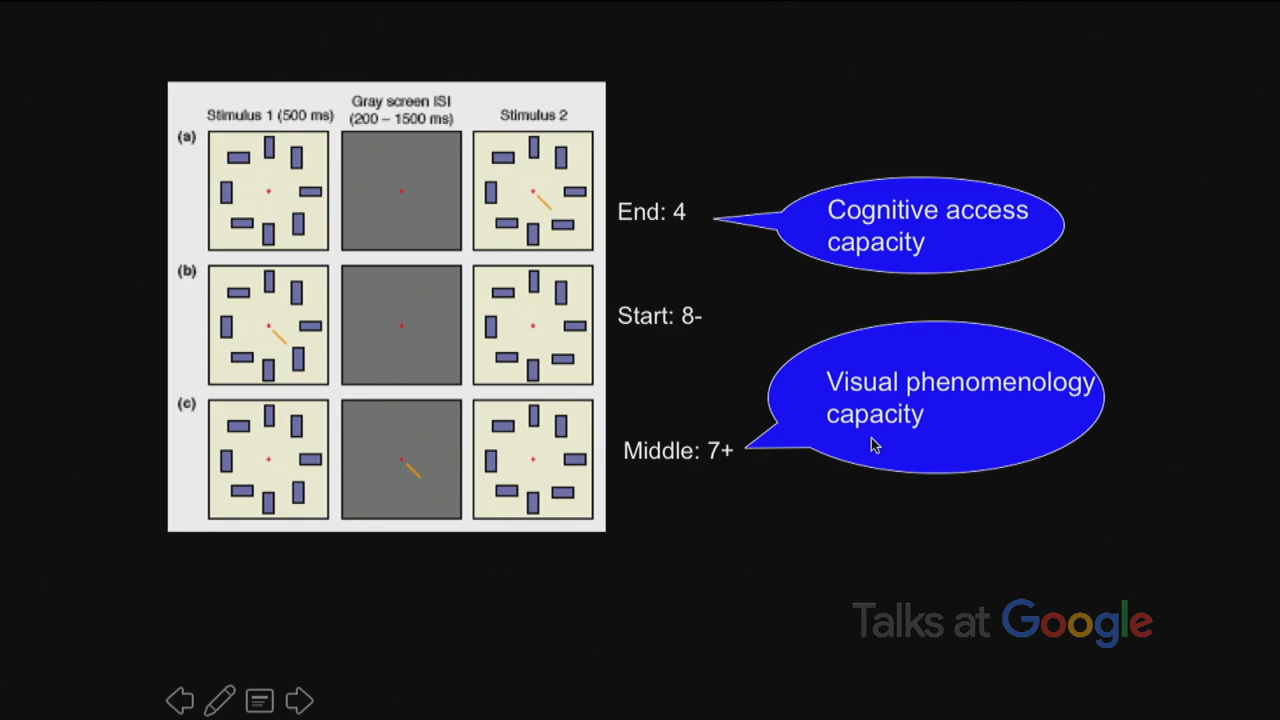 Stimulus 1 (500 ms)
Gray screen ISI
(200 – 1500 ms)
Stimulus 2
(a)
End: 4
Cognitive access
capacity
(b)
Start: 8-
Visual phenomenology
capacity
(c)
Middle: 7+
Talks at Google